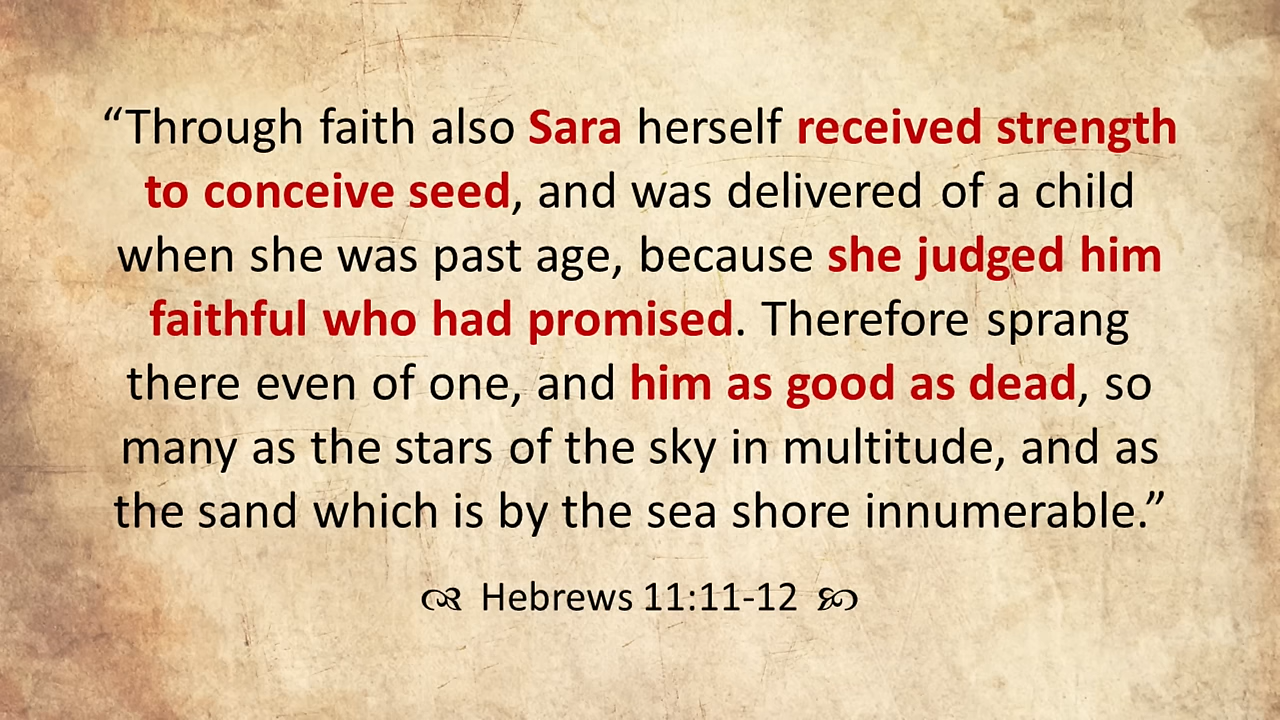 “Through faith also Sara herself received strength
to conceive seed, and was delivered of a child
when she was past age, because she judged him
faithful who had promised. Therefore sprang
there even of one, and him as good as dead, so
many as the stars of the sky in multitude, and as
the sand which is by the sea shore innumerable.”
Hebrews 11:11-12